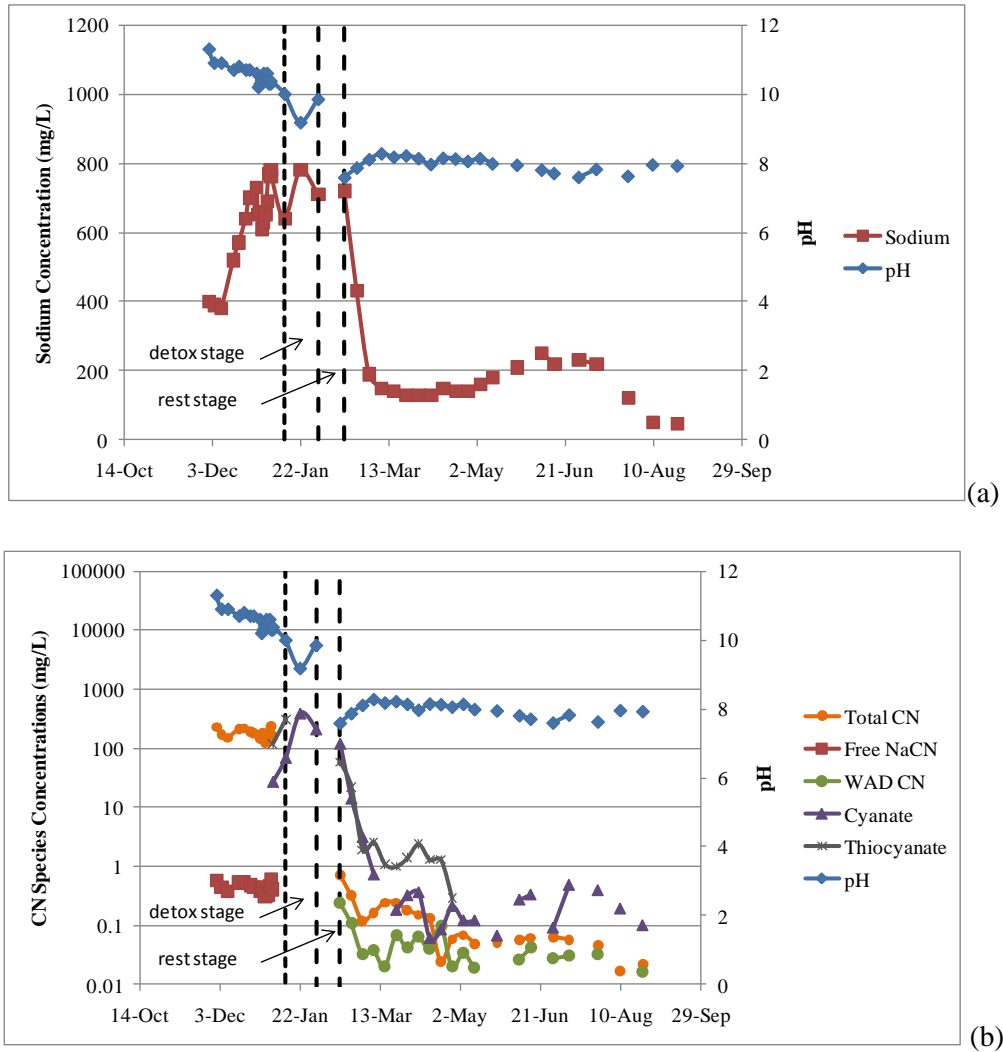 1200
1000
800
600
400
200
0
Sodium Concentration (mg/L)
12
10
8
6
4
2
0
pH
detox stage
rest stage
Sodium
pH
14-Oct 3-Dec 22-Jan 13-Mar 2-May 21-Jun 10-Aug 29-Sep
(a)
100000
10000
1000
100
10
1
0.1
0.01
CN Species Concentrations (mg/L)
12
10
8
6
4
2
0
pH
detox stage
rest stage
Total CN
Free NaCN
WAD CN
Cyanate
Thiocyanate
pH
14-Oct 3-Dec 22-Jan 13-Mar 2-May 21-Jun 10-Aug 29-Sep
(b)